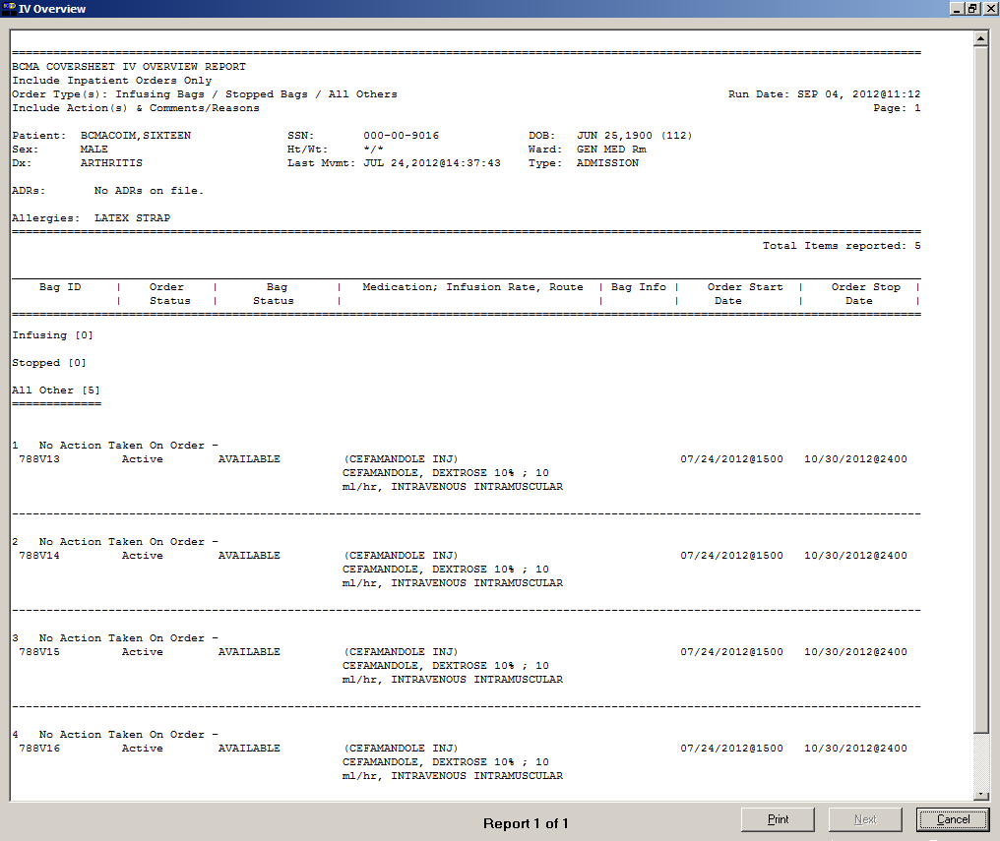 IV Overview
BCMA COVERSHEET IV OVERVIEW REPORT
Include Inpatient Orders Only
Order Type(s): Infusing Bags / Stopped Bags / All Others Run Date: SEP 04, 2012@11:12
Include Action(s) & Comments/Reasons Page: 1
Patient: BCMACOIM,SIXTEEN SSN: 000-00-9016 DOB: JUN 25,1900 (112)
Sex: MALE Ht/Wt: */* Ward: GEN MED Rm
Dx: ARTHRITIS Last Mvmt: JUL 24,2012@14:37:43 Type: ADMISSION
ADRs: No ADRs on file.
Allergies: LATEX STRAP
Total Items reported: 5
Bag ID | Order | Bag | Medication; Infusion Rate, Route | Bag Info | Order Start | Order Stop |
| Status | Status | | | Date | Date |
Infusing [0]
Stopped [0]
All Other [5]
=============
1 No Action Taken On Order -
788V13 Active AVAILABLE (CEFAMANDOLE INJ) 07/24/2012@1500 10/30/2012@2400
CEFAMANDOLE, DEXTROSE 10% ; 10
ml/hr, INTRAVENOUS INTRAMUSCULAR
2 No Action Taken On Order -
788V14 Active AVAILABLE (CEFAMANDOLE INJ) 07/24/2012@1500 10/30/2012@2400
CEFAMANDOLE, DEXTROSE 10% ; 10
ml/hr, INTRAVENOUS INTRAMUSCULAR
3 No Action Taken On Order -
788V15 Active AVAILABLE (CEFAMANDOLE INJ) 07/24/2012@1500 10/30/2012@2400
CEFAMANDOLE, DEXTROSE 10% ; 10
ml/hr, INTRAVENOUS INTRAMUSCULAR
4 No Action Taken On Order -
788V16 Active AVAILABLE (CEFAMANDOLE INJ) 07/24/2012@1500 10/30/2012@2400
CEFAMANDOLE, DEXTROSE 10% ; 10
ml/hr, INTRAVENOUS INTRAMUSCULAR
Report 1 of 1 Print Next Cancel